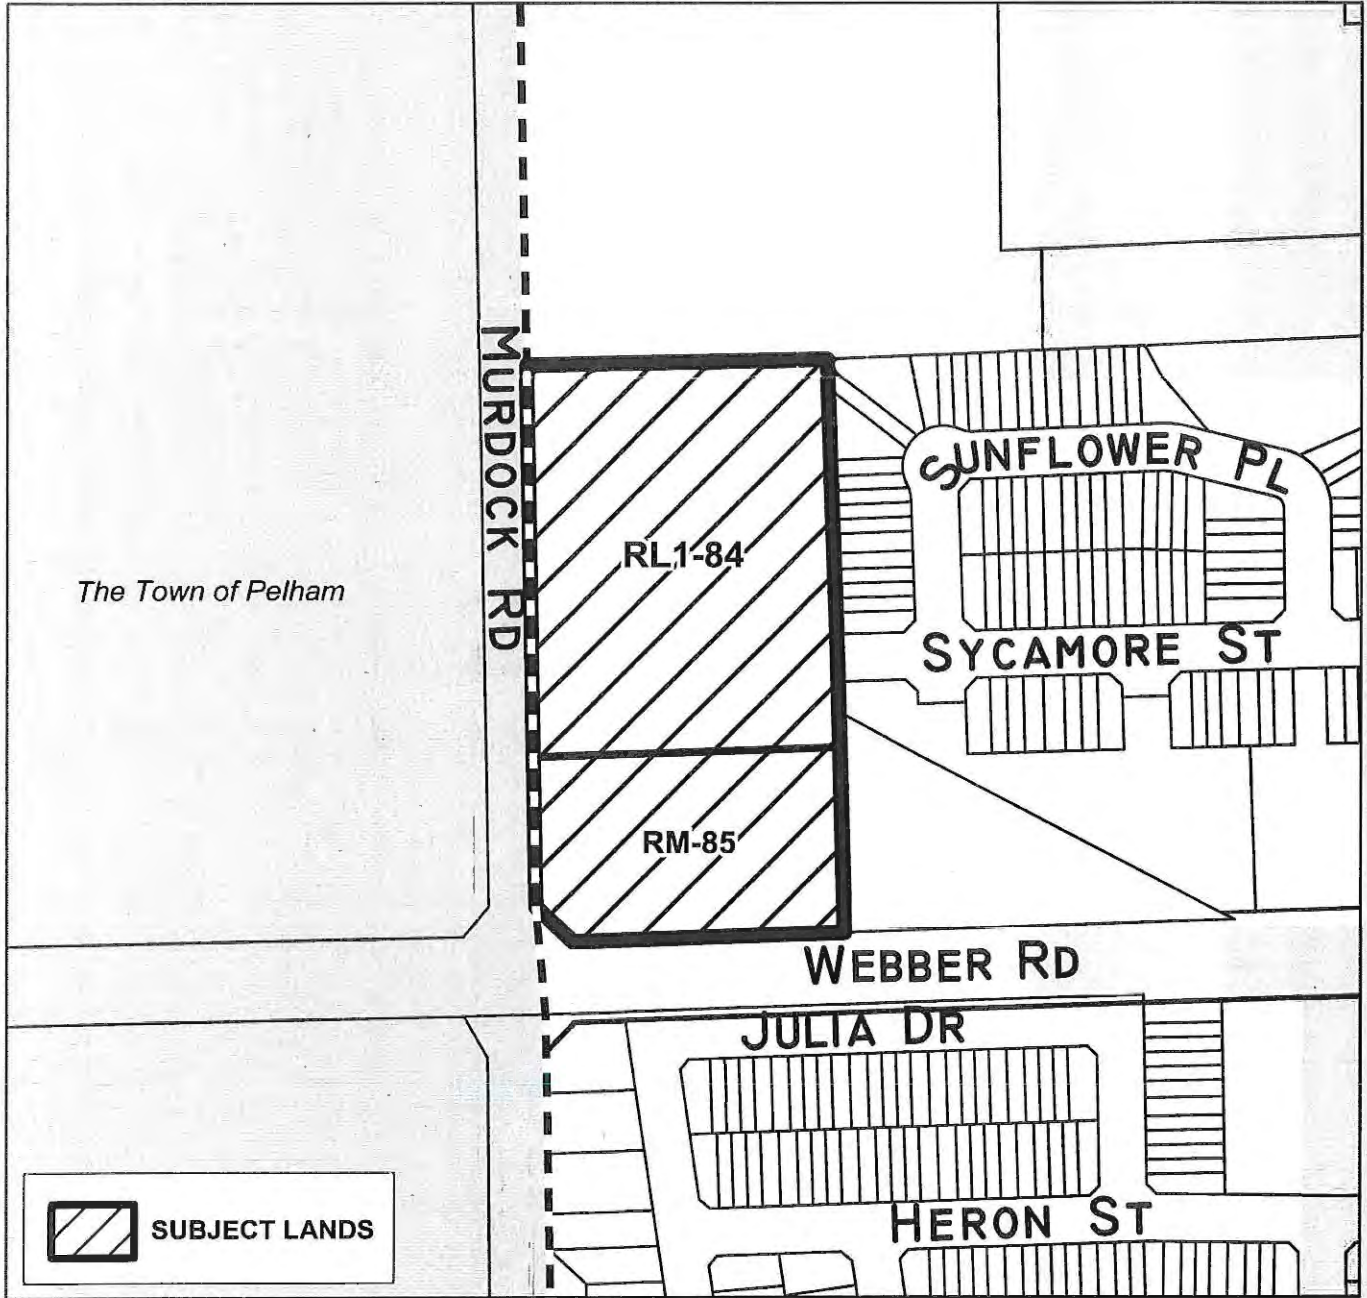 MURDOCK RD
SUNFLOWER PL
RL1-84
The Town of Pelham
SYCAMORE ST
RM-85
WEBBER RD
JULIA DR
HERON ST
SUBJECT LANDS